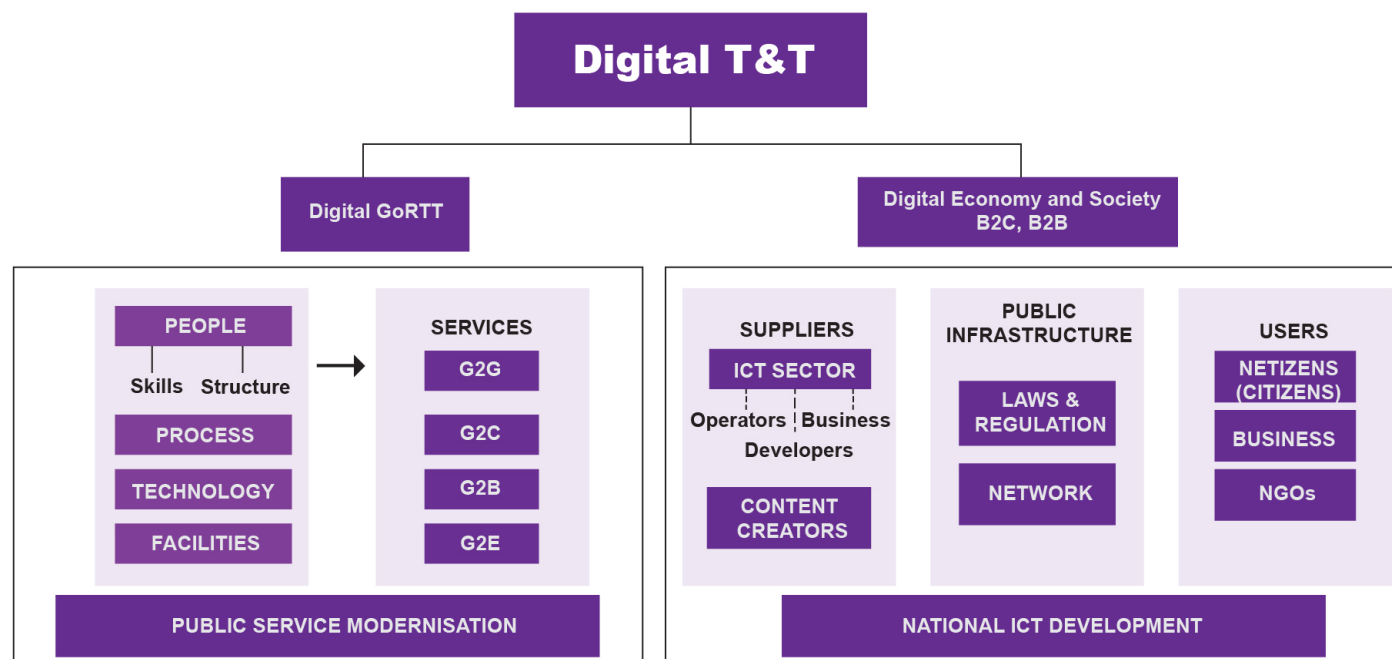 Digital T&T
Digital GoRTT
Digital Economy and Society
B2C, B2B
PEOPLE
Skills
Structure
PROCESS
TECHNOLOGY
FACILITIES
SERVICES
G2G
G2C
G2B
G2E
PUBLIC SERVICE MODERNISATION
SUPPLIERS
ICT SECTOR
Operators
Business
Developers
CONTENT
CREATORS
PUBLIC
INFRASTRUCTURE
LAWS &
REGULATION
NETWORK
USERS
NETIZENS
(CITIZENS)
BUSINESS
NGOs
NATIONAL ICT DEVELOPMENT